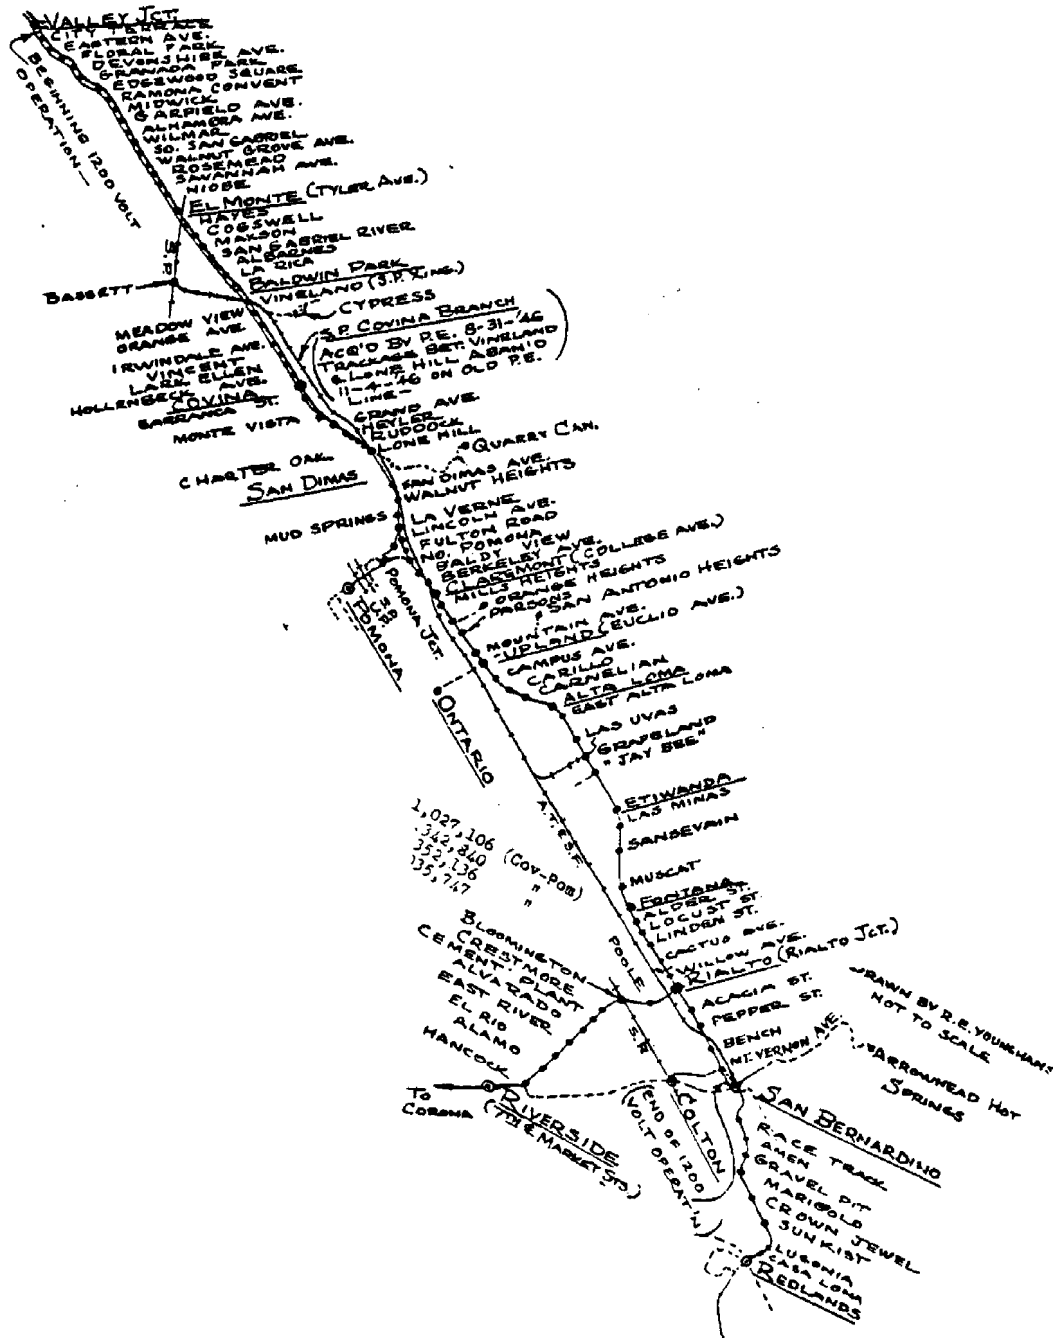 VALLEY JCT.
CITY TERRACE
EASTERN AVE.
FLORAL PARK
DEVONSHIRE AVE.
GRANADA PARK
EDGEWOOD SQUARE
RAMONA CONVENT
MIDWICK
GARFIELD AVE.
ALHAMBRA AVE.
WILMAR
SO. SAN GABRIEL
WALNUT GROVE AVE.
ROSEMEAD
SAVANNAH AVE.
NIOBE
BEGINNING 1200 VOLT
OPERATION—
EL MONTE (TYLER AVE.)
HAYES
COGSWELL
MAXSON
SAN GABRIEL RIVER
ALBARNES
LA RICA
BALDWIN PARK
VINELAND (S.P. XING.)
S.P.
BASSETT
CYPRESS
S.P. COVINA BRANCH
(ACQ'D BY P.E. 8-31-'46
TRACKAGE BET. VINELAND
& LONE HILL ABAN'D
11-4-'46 ON OLD P.E.
LINE—)
MEADOW VIEW
ORANGE AVE.
IRWINDALE AVE.
VINCENT
LARK ELLEN
HOLLENBECK AVE.
COVINA
BARRANCA ST.
MONTE VISTA
GRAND AVE.
HEYLER
RUDDOCK
LONE HILL
QUARRY CAN.
CHARTER OAK
SAN DIMAS
SAN DIMAS AVE.
WALNUT HEIGHTS
MUD SPRINGS
LA VERNE
LINCOLN AVE.
FULTON ROAD
NO. POMONA
BALDY VIEW
BERKELEY AVE.
CLAREMONT (COLLEGE AVE.)
MILLS HEIGHTS
ORANGE HEIGHTS
PARSONS
SAN ANTONIO HEIGHTS
POMONA JCT.
S.P.
U.P.
POMONA
MOUNTAIN AVE.
UPLAND (EUCLID AVE.)
CAMPUS AVE.
CARILLO
CARNELIAN
ALTA LOMA
EAST ALTA LOMA
ONTARIO
LAS UVAS
GRAPELAND
"JAY BEE"
A.T.&S.F.
ETIWANDA
LAS MINAS
SANSEVAIN
MUSCAT
1,027,106 (Cov-Pom)
342,840 "
352,136 "
035,747
FONTANA
ALDER ST.
LOCUST ST.
LINDEN ST.
CACTUS AVE.
WILLOW AVE.
RIALTO (RIALTO JCT.)
POOLE
BLOOMINGTON
CRESTMORE
CEMENT PLANT
ALVARADO
EAST RIVER
EL RIO
ALAMO
HANCOCK
S.P.
ACACIA ST.
PEPPER ST.
BENCH
MT. VERNON AVE.
DRAWN BY R.E. YOUNGHANS
NOT TO SCALE
ARROWHEAD HOT
SPRINGS
TO
CORONA
RIVERSIDE
(7TH & MARKET STS.)
COLTON
(END OF 1200
VOLT OPERAT'N)
SAN BERNARDINO
RACE TRACK
AMEN
GRAVEL PIT
MARIGOLD
CROWN JEWEL
SUNKIST
LUGONIA
CASA LOMA
REDLANDS